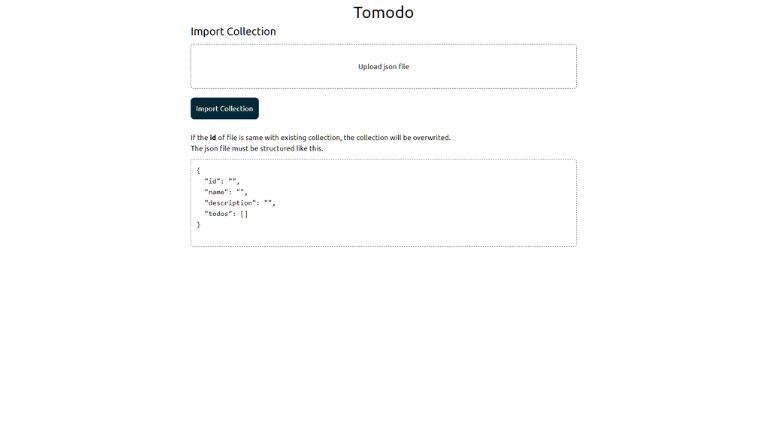 Tomodo
Import Collection
Upload json file
Import Collection
If the id of file is same with existing collection, the collection will be overwrited.
The json file must be structured like this.
{
"id": "",
"name": "",
"description": "",
"todos": []
}